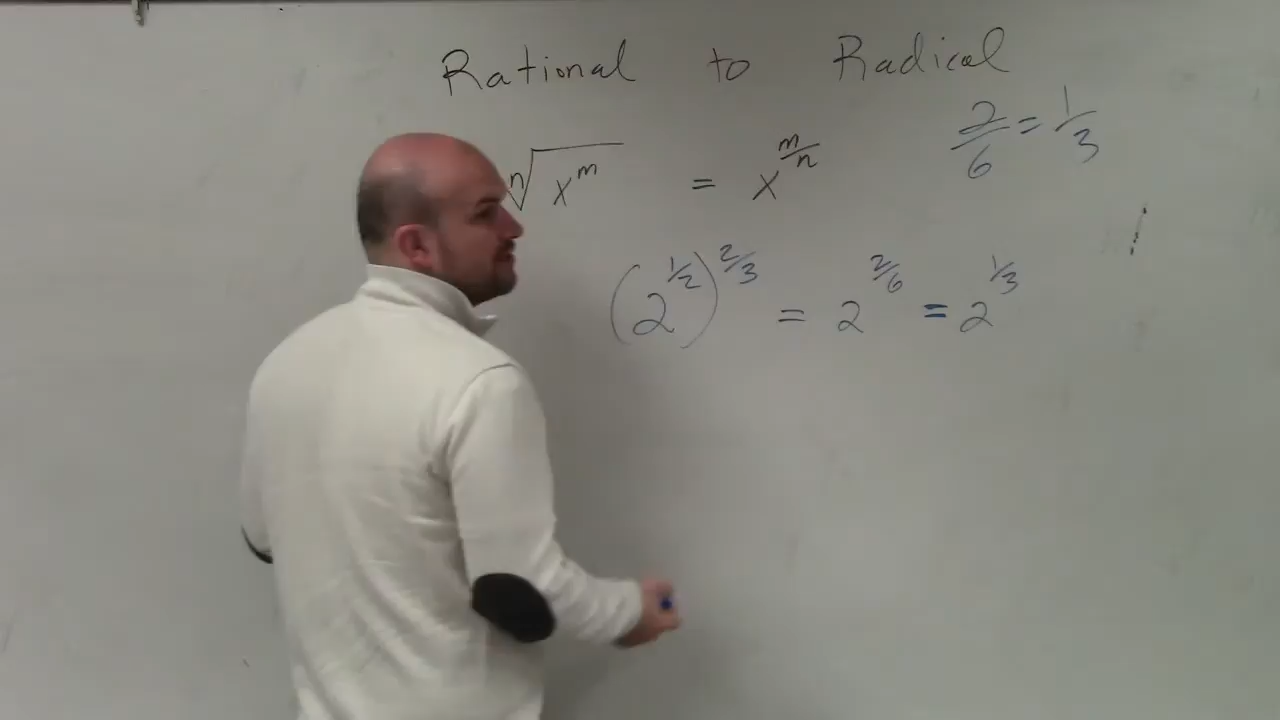 Rational to Radical
2/6 = 1/3
ⁿ√x^m = x^(m/n)
(2^(1/2))^(2/3) = 2^(2/6) = 2^(1/3)